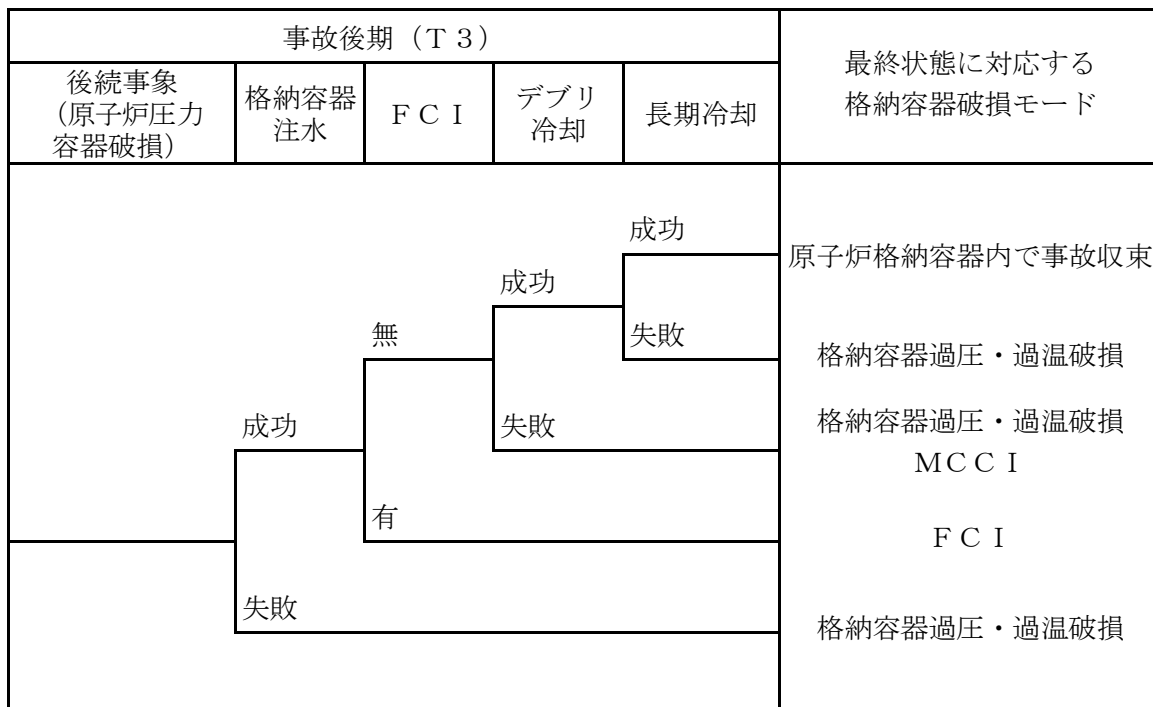 事故後期（Ｔ３）
最終状態に対応する
格納容器破損モード
後続事象
（原子炉圧力
容器破損）
格納容器
注水
ＦＣＩ
デブリ
冷却
長期冷却
成功
原子炉格納容器内で事故収束
成功
無
失敗
格納容器過圧・過温破損
成功
失敗
格納容器過圧・過温破損
ＭＣＣＩ
有
ＦＣＩ
失敗
格納容器過圧・過温破損